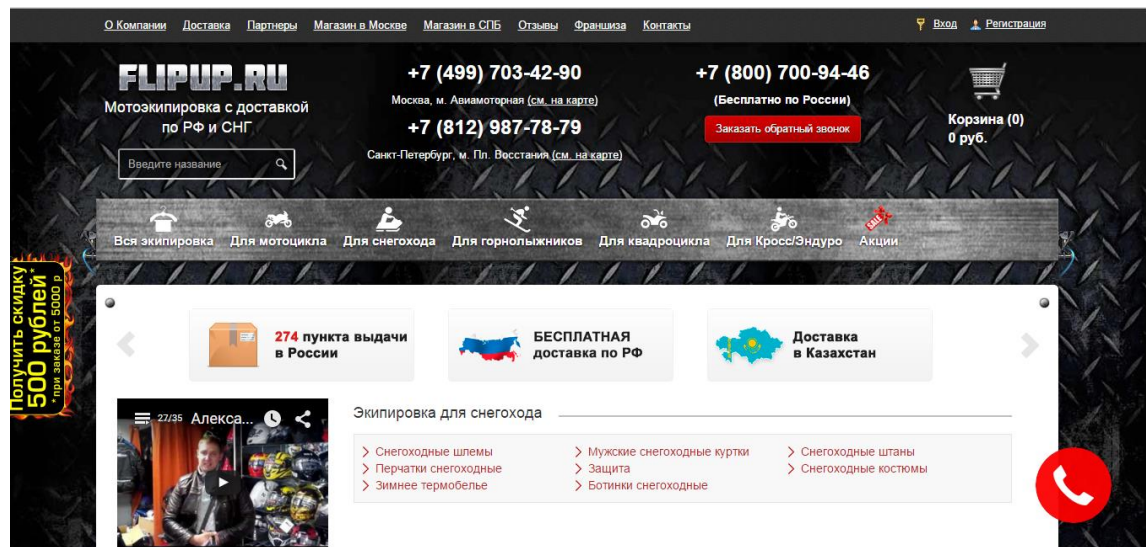 О Компании Доставка Партнеры Магазин в Москве Магазин в СПБ Отзывы Франшиза Контакты Вход Регистрация
FLIPUP.RU
Мотоэкипировка с доставкой
по РФ и СНГ
Введите название
+7 (499) 703-42-90
Москва, м. Авиамоторная (см. на карте)
+7 (812) 987-78-79
Санкт-Петербург, м. Пл. Восстания (см. на карте)
+7 (800) 700-94-46
(Бесплатно по России)
Заказать обратный звонок
Корзина (0)
0 руб.
Вся экипировка Для мотоцикла Для снегохода Для горнолыжников Для квадроцикла Для Кросс/Эндуро Акции
SALE
Получить скидку
500 рублей*
*при заказе от 5000 р
274 пункта выдачи
в России
БЕСПЛАТНАЯ
доставка по РФ
Доставка
в Казахстан
27/35 Алекса...
Экипировка для снегохода
Снегоходные шлемы
Перчатки снегоходные
Зимнее термобелье
Мужские снегоходные куртки
Защита
Ботинки снегоходные
Снегоходные штаны
Снегоходные костюмы